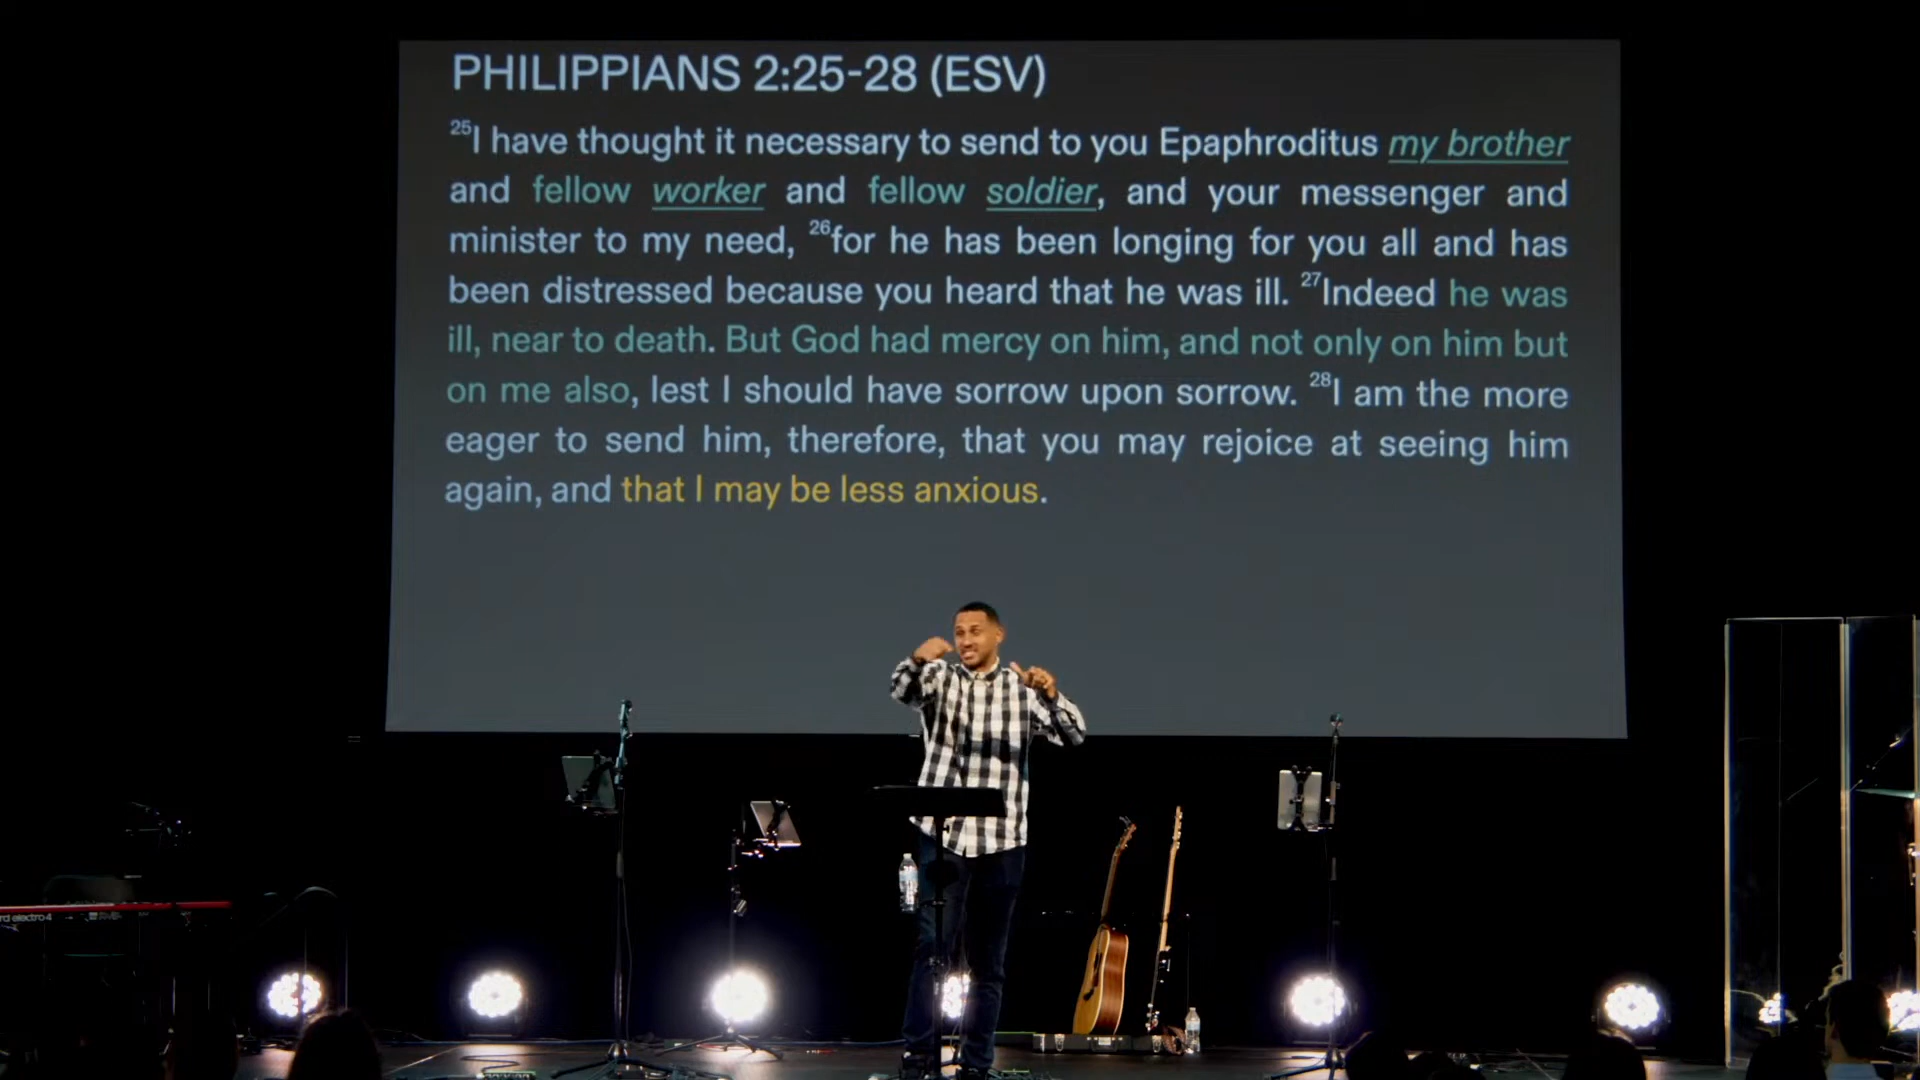 PHILIPPIANS 2:25-28 (ESV)
25I have thought it necessary to send to you Epaphroditus my brother
and fellow worker and fellow soldier, and your messenger and
minister to my need, 26for he has been longing for you all and has
been distressed because you heard that he was ill. 27Indeed he was
ill, near to death. But God had mercy on him, and not only on him but
on me also, lest I should have sorrow upon sorrow. 28I am the more
eager to send him, therefore, that you may rejoice at seeing him
again, and that I may be less anxious.
rd electro 4